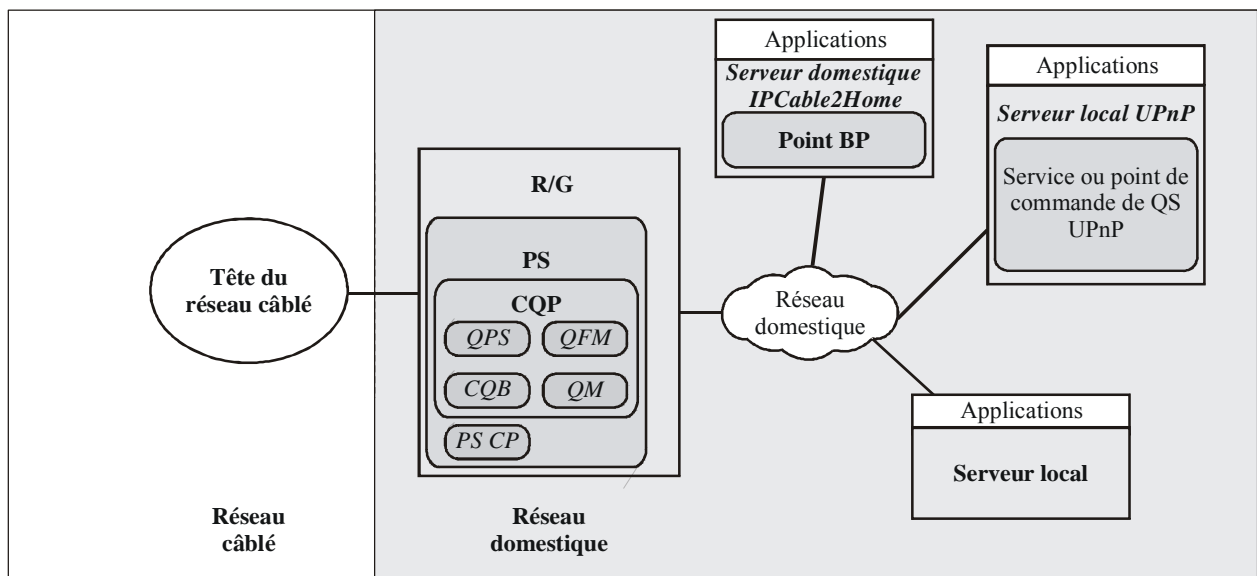 Applications
Serveur domestique
IPCable2Home
Point BP
Applications
Serveur local UPnP
Service ou point de
commande de QS
UPnP
R/G
PS
CQP
QPS
QFM
CQB
QM
PS CP
Tête du
réseau câblé
Réseau
domestique
Applications
Serveur local
Réseau
câblé
Réseau
domestique